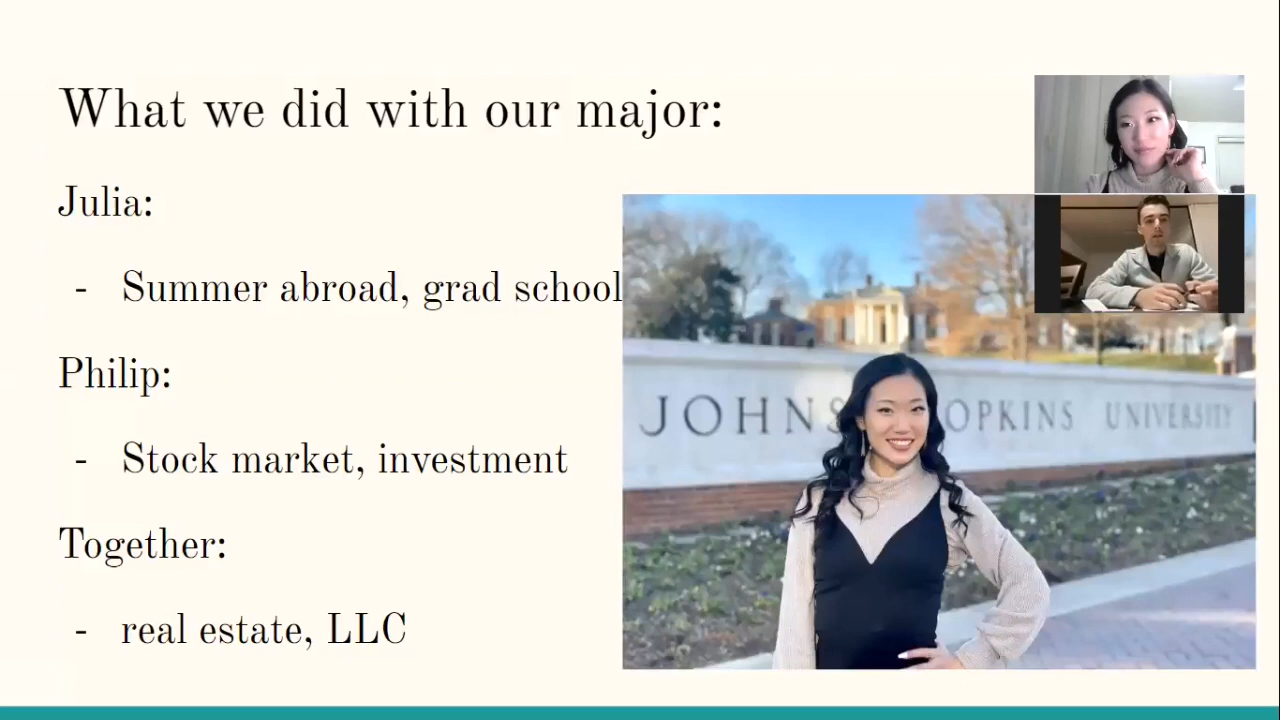 What we did with our major:
Julia:
- Summer abroad, grad school
Philip:
- Stock market, investment
Together:
- real estate, LLC
JOHNS OPKINS UNIVERSITY